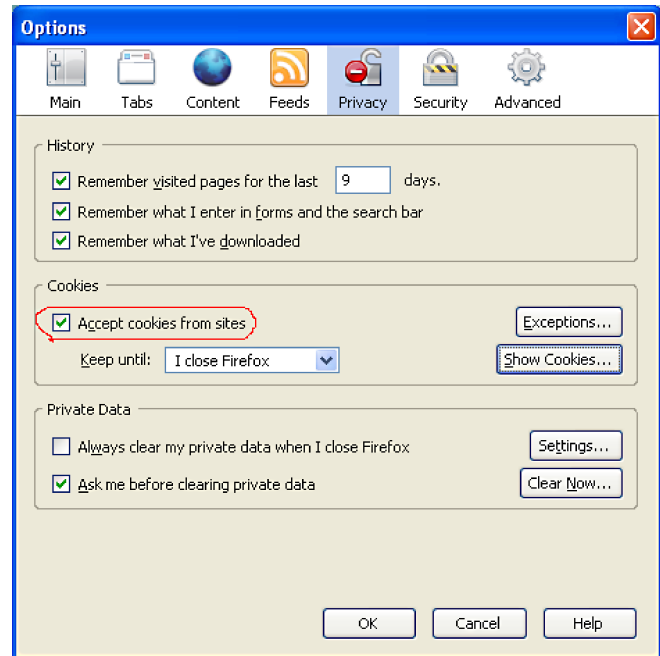 Options
Main Tabs Content Feeds Privacy Security Advanced
History
Remember visited pages for the last 9 days.
Remember what I enter in forms and the search bar
Remember what I've downloaded
Cookies
Accept cookies from sites Exceptions...
Keep until: I close Firefox Show Cookies...
Private Data
Always clear my private data when I close Firefox Settings...
Ask me before clearing private data Clear Now...
OK Cancel Help